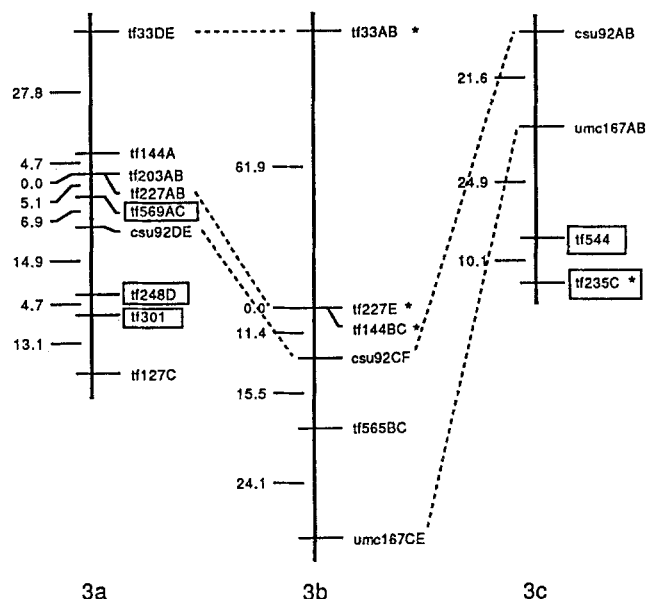 tf33DE
27.8
tf144A
4.7
0.0
tf203AB
tf227AB
5.1
tf569AC
6.9
csu92DE
14.9
tf248D
4.7
tf301
13.1
tf127C
3a
tf33AB *
61.9
0.0
tf227E *
tf144BC *
11.4
csu92CF
15.5
tf565BC
24.1
umc167CE
3b
csu92AB
21.6
umc167AB
24.9
tf544
10.1
tf235C *
3c